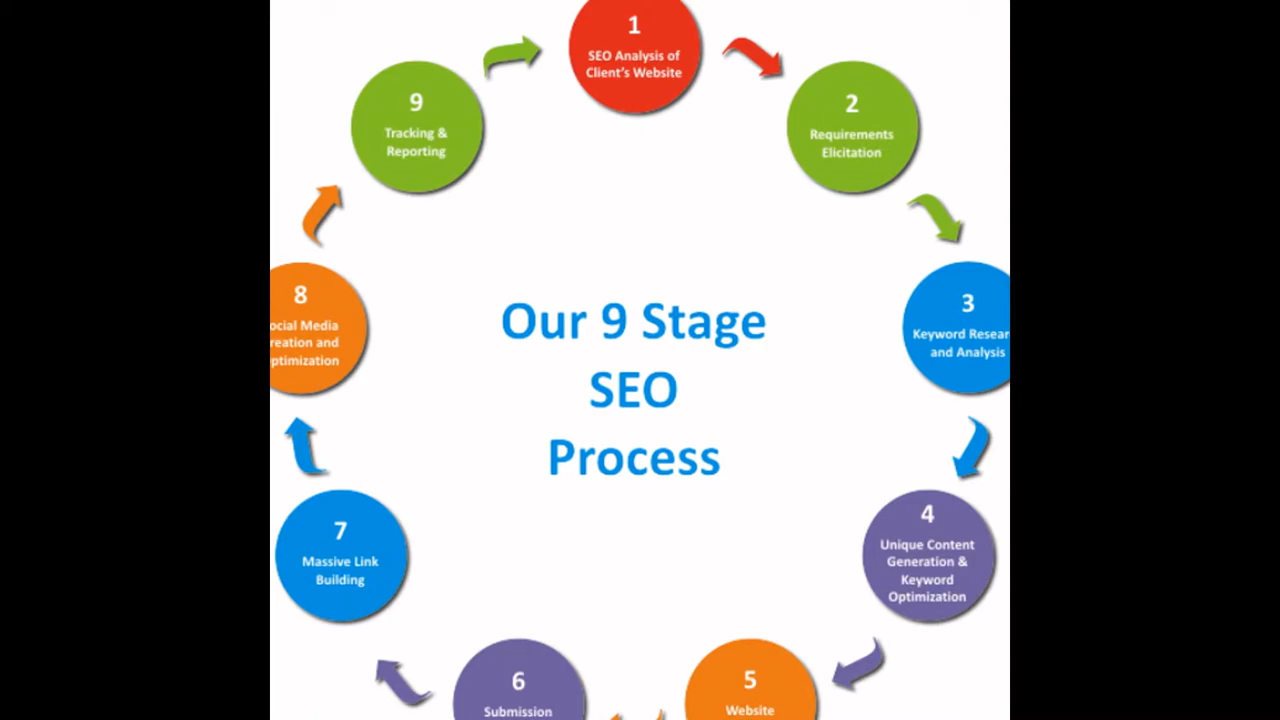 1
SEO Analysis of
Client's Website
2
Requirements
Elicitation
3
Keyword Resear
and Analysis
4
Unique Content
Generation &
Keyword
Optimization
5
Website
6
Submission
7
Massive Link
Building
8
ocial Media
reation and
ptimization
9
Tracking &
Reporting
Our 9 Stage
SEO
Process